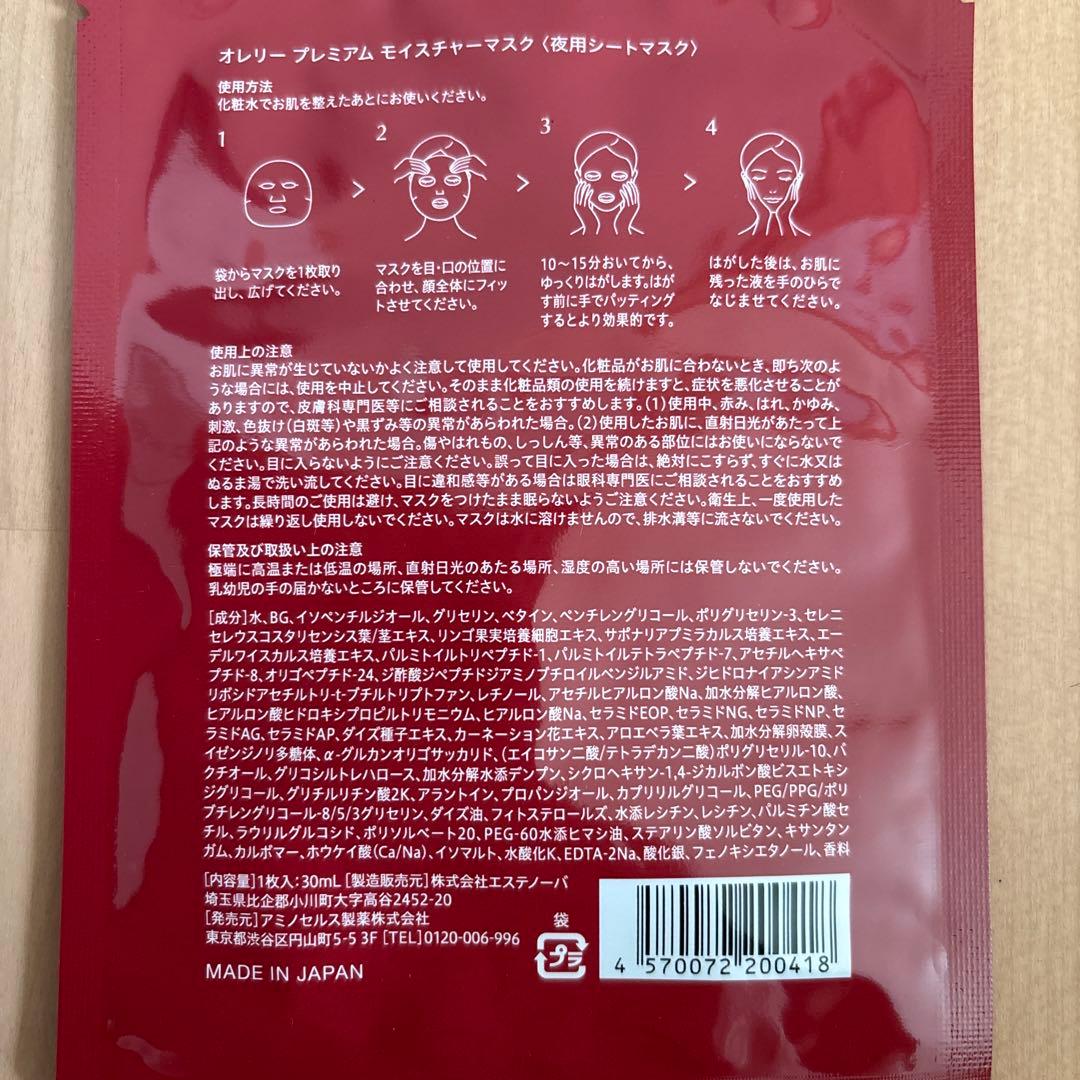 オレリー プレミアム モイスチャーマスク〈夜用シートマスク〉
使用方法
化粧水でお肌を整えたあとにお使いください。
1
2
3
4
袋からマスクを1枚取り
出し、広げてください。
マスクを目・口の位置に
合わせ、顔全体にフィッ
トさせてください。
10～15分おいてから、
ゆっくりはがします。はが
す前に手でパッティング
するとより効果的です。
はがした後は、お肌に
残った液を手のひらで
なじませてください。
使用上の注意
お肌に異常が生じていないかよく注意して使用してください。化粧品がお肌に合わないとき、即ち次のよ
うな場合には、使用を中止してください。そのまま化粧品類の使用を続けますと、症状を悪化させることが
ありますので、皮膚科専門医等にご相談されることをおすすめします。（1）使用中、赤み、はれ、かゆみ、
刺激、色抜け（白斑等）や黒ずみ等の異常があらわれた場合。（2）使用したお肌に、直射日光があたって上
記のような異常があらわれた場合。傷やはれもの、しっしん等、異常のある部位にはお使いにならないで
ください。目に入らないようにご注意ください。誤って目に入った場合は、絶対にこすらず、すぐに水又は
ぬるま湯で洗い流してください。目に違和感等がある場合は眼科専門医にご相談されることをおすすめ
します。長時間のご使用は避け、マスクをつけたまま眠らないようご注意ください。衛生上、一度使用した
マスクは繰り返し使用しないでください。マスクは水に溶けませんので、排水溝等に流さないでください。
保管及び取扱い上の注意
極端に高温または低温の場所、直射日光のあたる場所、湿度の高い場所には保管しないでください。
乳幼児の手の届かないところに保管してください。
［成分］水、BG、イソペンチルジオール、グリセリン、ベタイン、ペンチレングリコール、ポリグリセリン-3、セレニ
セレウスコスタリセンシス葉/茎エキス、リンゴ果実培養細胞エキス、サポナリアプミラカルス培養エキス、エー
デルワイスカルス培養エキス、パルミトイルトリペプチド-1、パルミトイルテトラペプチド-7、アセチルヘキサペ
プチド-8、オリゴペプチド-24、ジ酢酸ジペプチドジアミノブチロイルベンジルアミド、ジヒドロナイアシンアミド
リボシドアセチルトリ-t-ブチルトリプトファン、レチノール、アセチルヒアルロン酸Na、加水分解ヒアルロン酸、
ヒアルロン酸ヒドロキシプロピルトリモニウム、ヒアルロン酸Na、セラミドEOP、セラミドNG、セラミドNP、セ
ラミドAG、セラミドAP、ダイズ種子エキス、カーネーション花エキス、アロエベラ葉エキス、加水分解卵殻膜、ス
イゼンジノリ多糖体、α-グルカンオリゴサッカリド、（エイコサン二酸/テトラデカン二酸）ポリグリセリル-10、バ
クチオール、グリコシルトレハロース、加水分解水添デンプン、シクロヘキサン-1,4-ジカルボン酸ビスエトキシ
ジグリコール、グリチルリチン酸2K、アラントイン、プロパンジオール、カプリリルグリコール、PEG/PPG/ポリ
ブチレングリコール-8/5/3グリセリン、ダイズ油、フィトステロールズ、水添レシチン、レシチン、パルミチン酸セ
チル、ラウリルグルコシド、ポリソルベート20、PEG-60水添ヒマシ油、ステアリン酸ソルビタン、キサンタン
ガム、カルボマー、ホウケイ酸（Ca/Na）、イソマルト、水酸化K、EDTA-2Na、酸化銀、フェノキシエタノール、香料
［内容量］1枚入：30mL［製造販売元］株式会社エステノーバ
埼玉県比企郡小川町大字高谷2452-20
［発売元］アミノセルス製薬株式会社
東京都渋谷区円山町5-5 3F［TEL］0120-006-996
袋
プラ
4 570072 200418
MADE IN JAPAN